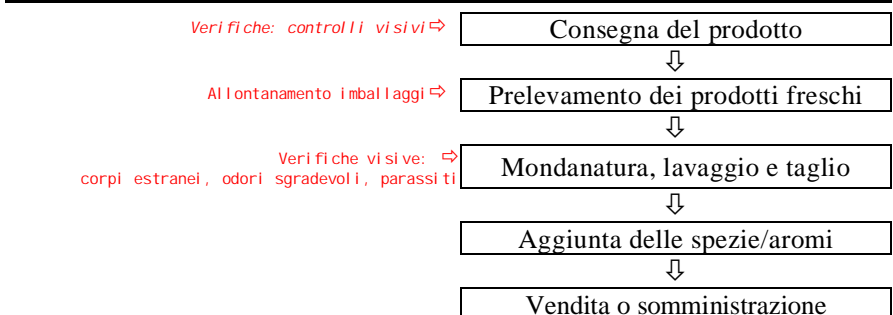 Verifiche: controlli visivi⇨ Consegna del prodotto
Allontanamento imballaggi⇨ Prelevamento dei prodotti freschi
Verifiche visive: ⇨
corpi estranei, odori sgradevoli, parassiti
Mondanatura, lavaggio e taglio
Aggiunta delle spezie/aromi
Vendita o somministrazione